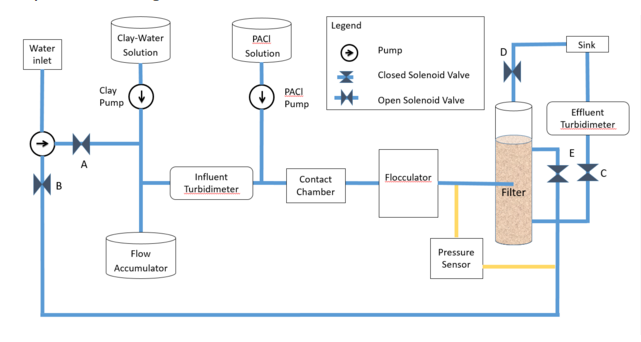 Water
inlet
Clay-Water
Solution
PACl
Solution
Legend
Pump
Closed Solenoid Valve
Open Solenoid Valve
D
Sink
Clay
Pump
PACl
Pump
Effluent
Turbidimeter
A
B
E
C
Influent
Turbidimeter
Contact
Chamber
Flocculator
Filter
Flow
Accumulator
Pressure
Sensor